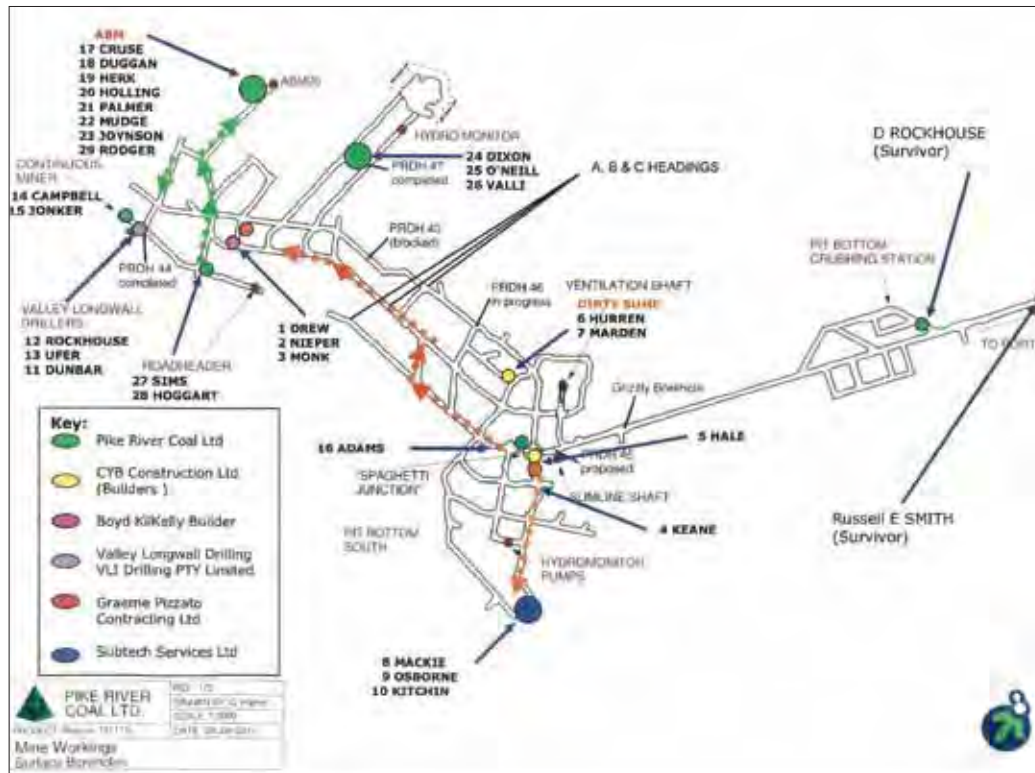 ABM
17 CRUSE
18 DUGGAN
19 HERK
20 HOLLING
21 PALMER
22 MUDGE
23 JOYNSON
29 RODGER
HYDRO MONITOR
PRDH 47
completed
24 DIXON
25 O'NEILL
26 VALLI
A, B & C HEADINGS
D ROCKHOUSE
(Survivor)
CONTINUOUS
MINER
14 CAMPBELL
15 JONKER
PRDH 44
completed
(blocked)
PRDH 46
in progress
VENTILATION SHAFT
6 HURREN
7 MARDEN
PIT BOTTOM
CRUSHING STATION
VALLEY LONGWALL
DRILLERS
12 ROCKHOUSE
13 UFER
11 DUNBAR
ROADHEADER
27 SIMS
28 HOGGART
1 DREW
2 NIEPER
3 MONK
Grizzly Borehole
16 ADAMS
5 HALE
proposed
"SPAGHETTI
JUNCTION"
SLIMLINE SHAFT
4 KEANE
PIT BOTTOM
SOUTH
HYDROMONITOR
PUMPS
Russell E SMITH
(Survivor)
8 MACKIE
9 OSBORNE
10 KITCHIN
Key:
Pike River Coal Ltd
CYB Construction Ltd
(Builders )
Boyd KilKelly Builder
Valley Longwall Drilling
VLI Drilling PTY Limited
Graeme Pizzato
Contracting Ltd
Subtech Services Ltd
PIKE RIVER
COAL LTD.
Mine Workings
Surface Boreholes